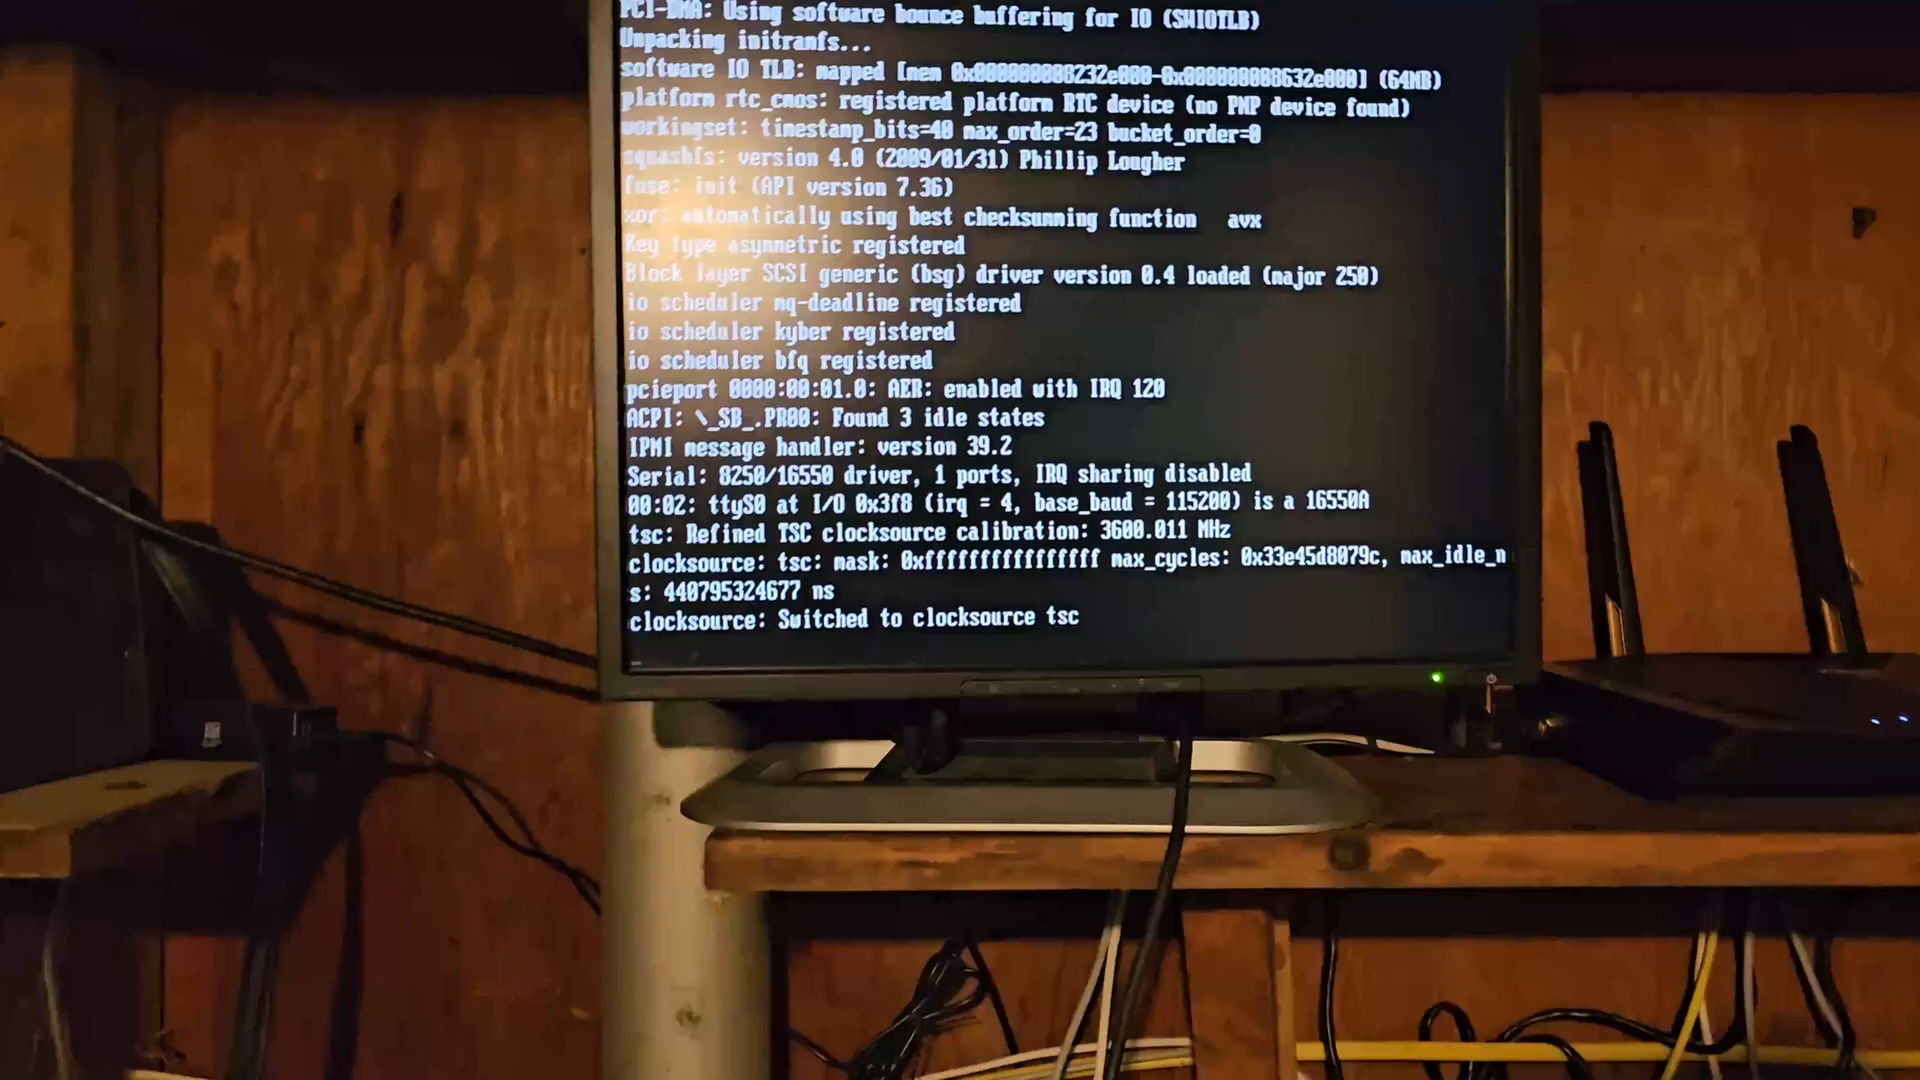 PCI-DMA: Using software bounce buffering for IO (SWIOTLB)
Unpacking initramfs...
software IO TLB: mapped [mem 0x000000008232e000-0x000000008632e000] (64MB)
platform rtc_cmos: registered platform RTC device (no PNP device found)
workingset: timestamp_bits=40 max_order=23 bucket_order=0
squashfs: version 4.0 (2009/01/31) Phillip Lougher
fuse: init (API version 7.36)
xor: automatically using best checksumming function avx
Key type asymmetric registered
Block layer SCSI generic (bsg) driver version 0.4 loaded (major 250)
io scheduler mq-deadline registered
io scheduler kyber registered
io scheduler bfq registered
pcieport 0000:00:01.0: AER: enabled with IRQ 120
ACPI: \_SB_.PR00: Found 3 idle states
IPMI message handler: version 39.2
Serial: 8250/16550 driver, 1 ports, IRQ sharing disabled
00:02: ttyS0 at I/O 0x3f8 (irq = 4, base_baud = 115200) is a 16550A
tsc: Refined TSC clocksource calibration: 3600.011 MHz
clocksource: tsc: mask: 0xffffffffffffffff max_cycles: 0x33e45d8079c, max_idle_n
s: 440795324677 ns
clocksource: Switched to clocksource tsc